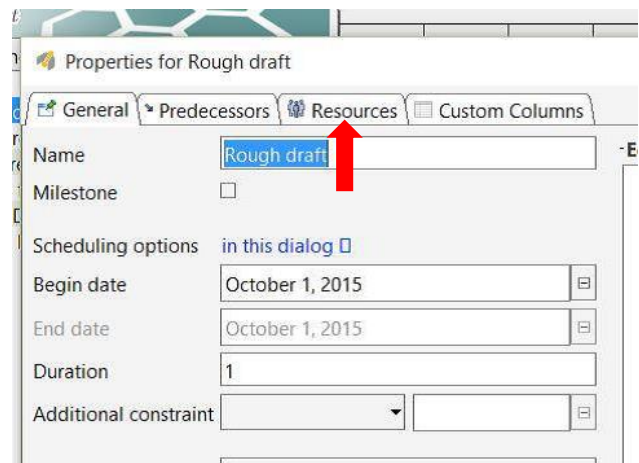 Properties for Rough draft
General Predecessors Resources Custom Columns
Name Rough draft
Milestone
Scheduling options in this dialog
Begin date October 1, 2015
End date October 1, 2015
Duration 1
Additional constraint